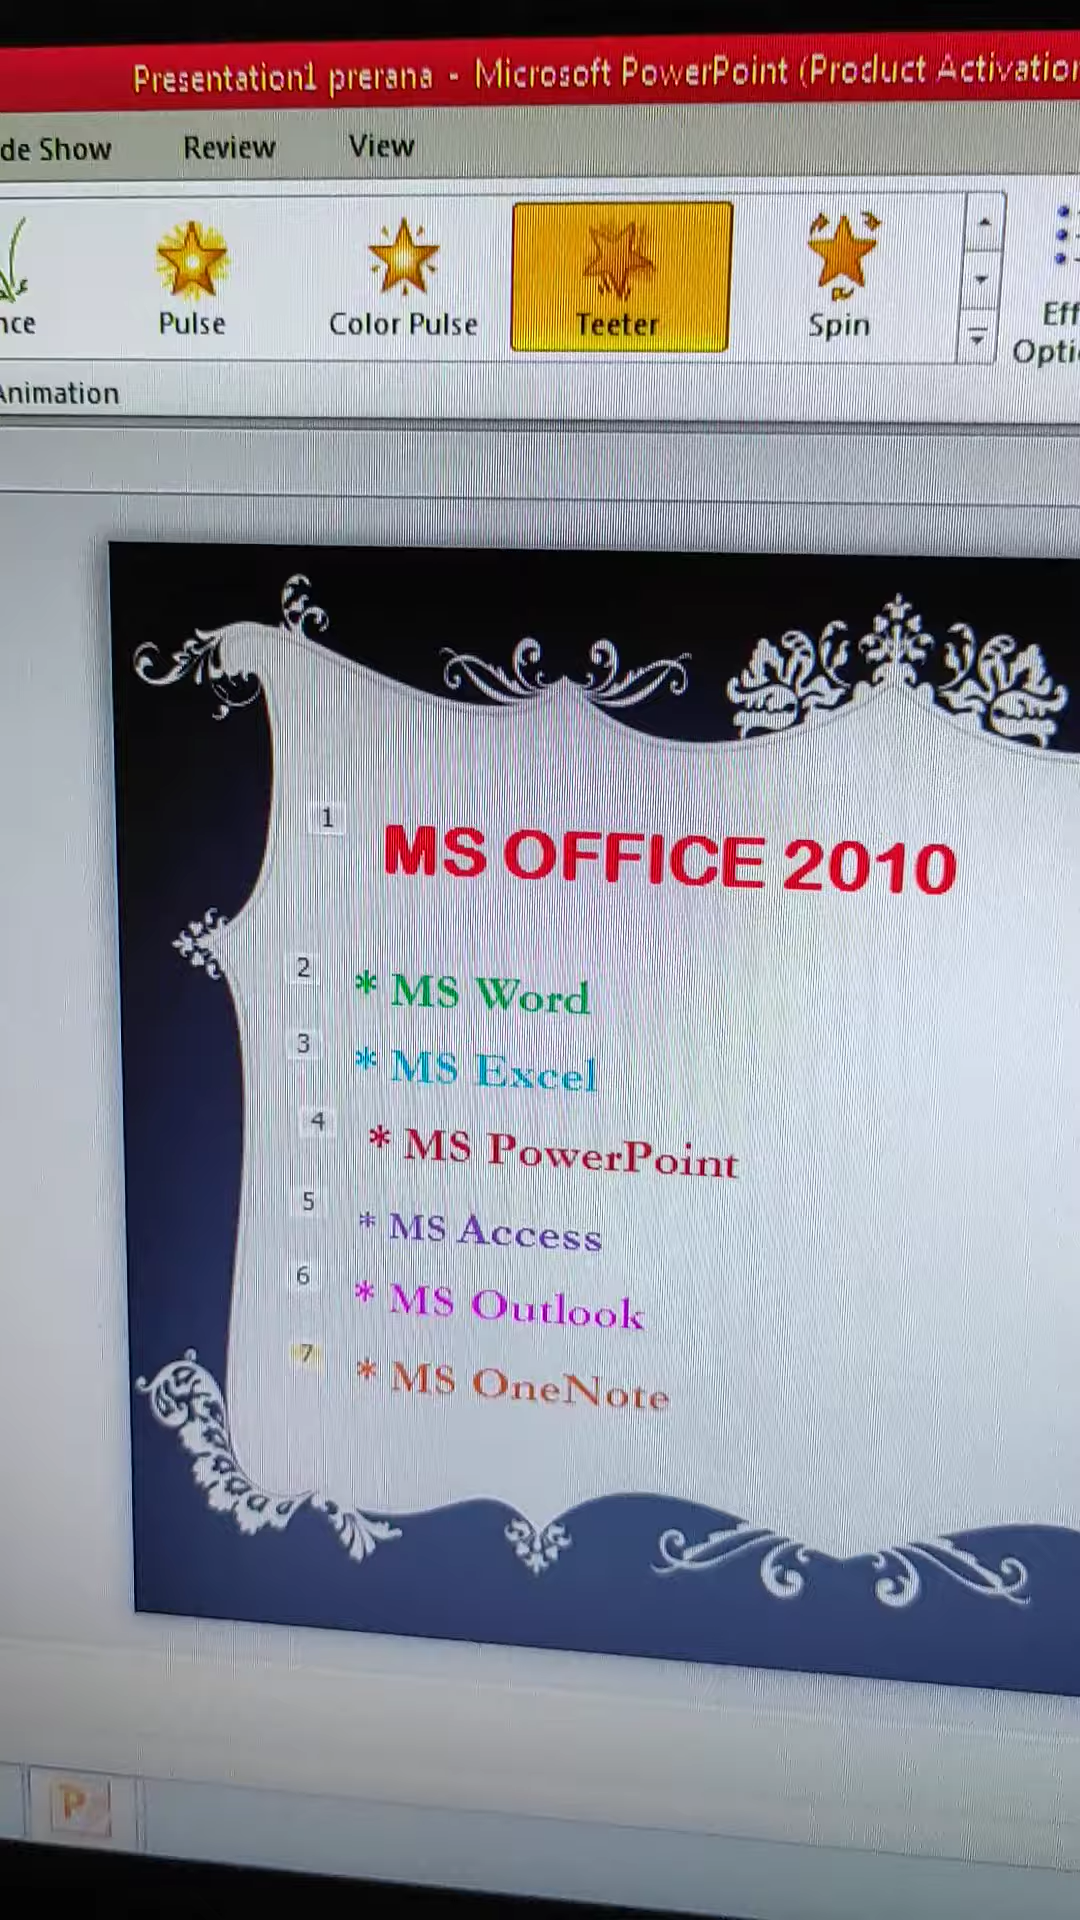 Presentation1 prerana - Microsoft PowerPoint (Product Activation
de Show Review View
nce Pulse Color Pulse Teeter Spin
Eff
Opti
Animation
1 MS OFFICE 2010
2 * MS Word
3 * MS Excel
4 * MS PowerPoint
5 * MS Access
6 * MS Outlook
7 * MS OneNote
P